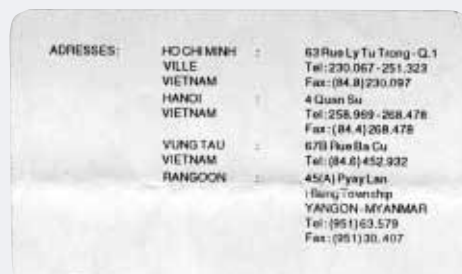 ADRESSES: HO CHI MINH : 63 Rue Ly Tu Trong - Q.1
VILLE Tel: 230.067 - 251.323
VIETNAM Fax: (84.8) 230.097
HANOI : 4 Quan Su
VIETNAM Tel: 258.969 - 268.478
Fax: (84.4) 268.478
VUNG TAU : 67B Rue Ba Cu
VIETNAM Tel: (84.6) 452.932
RANGOON : 45(A) Pyay Lan
Township
YANGON - MYANMAR
Tel: (951) 63.579
Fax: (951) 30.407